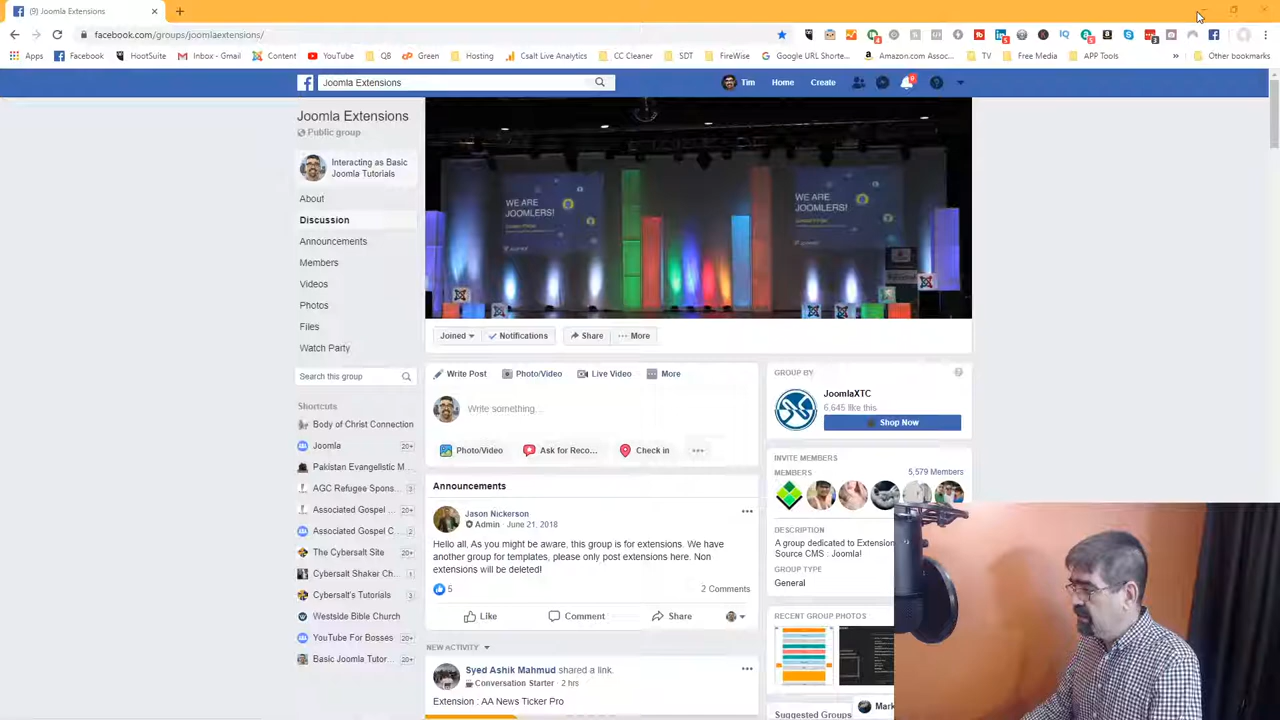 (9) Joomla Extensions
facebook.com/groups/joomlaextensions/
Apps Facebook HootSuite Inbox - Gmail Content YouTube QB Green Hosting Csalt Live Analytics CC Cleaner SDT FireWise Google URL Shorte... Amazon.com Assoc... TV Free Media APP Tools » Other bookmarks
Joomla Extensions
Tim Home Create
Joomla Extensions
Public group
Interacting as Basic
Joomla Tutorials
About
Discussion
Announcements
Members
Videos
Photos
Files
Watch Party
Search this group
Shortcuts
Body of Christ Connection
Joomla 20+
Pakistan Evangelistic M...
AGC Refugee Spons... 3
Associated Gospel ... 20+
Associated Gospel C... 2
The Cybersalt Site 20+
Cybersalt Shaker Ch...
Cybersalt's Tutorials 3
Westside Bible Church
YouTube For Bosses 20+
Basic Joomla Tutor... 20+
WE ARE
JOOMLERS!
WE ARE
JOOMLERS!
Joined Notifications Share More
Write Post Photo/Video Live Video More
Write something...
Photo/Video Ask for Reco... Check in
Announcements
Jason Nickerson
Admin · June 21, 2018
Hello all, As you might be aware, this group is for extensions. We have
another group for templates, please only post extensions here. Non
extensions will be deleted!
5 2 Comments
Like Comment Share
NEW ACTIVITY
Syed Ashik Mahmud shared a link.
Conversation Starter · 2 hrs
Extension : AA News Ticker Pro
GROUP BY
JoomlaXTC
6,645 like this
Shop Now
INVITE MEMBERS
MEMBERS 5,579 Members
DESCRIPTION
A group dedicated to Extension
Source CMS : Joomla!
GROUP TYPE
General
RECENT GROUP PHOTOS
Suggested Groups
Mark